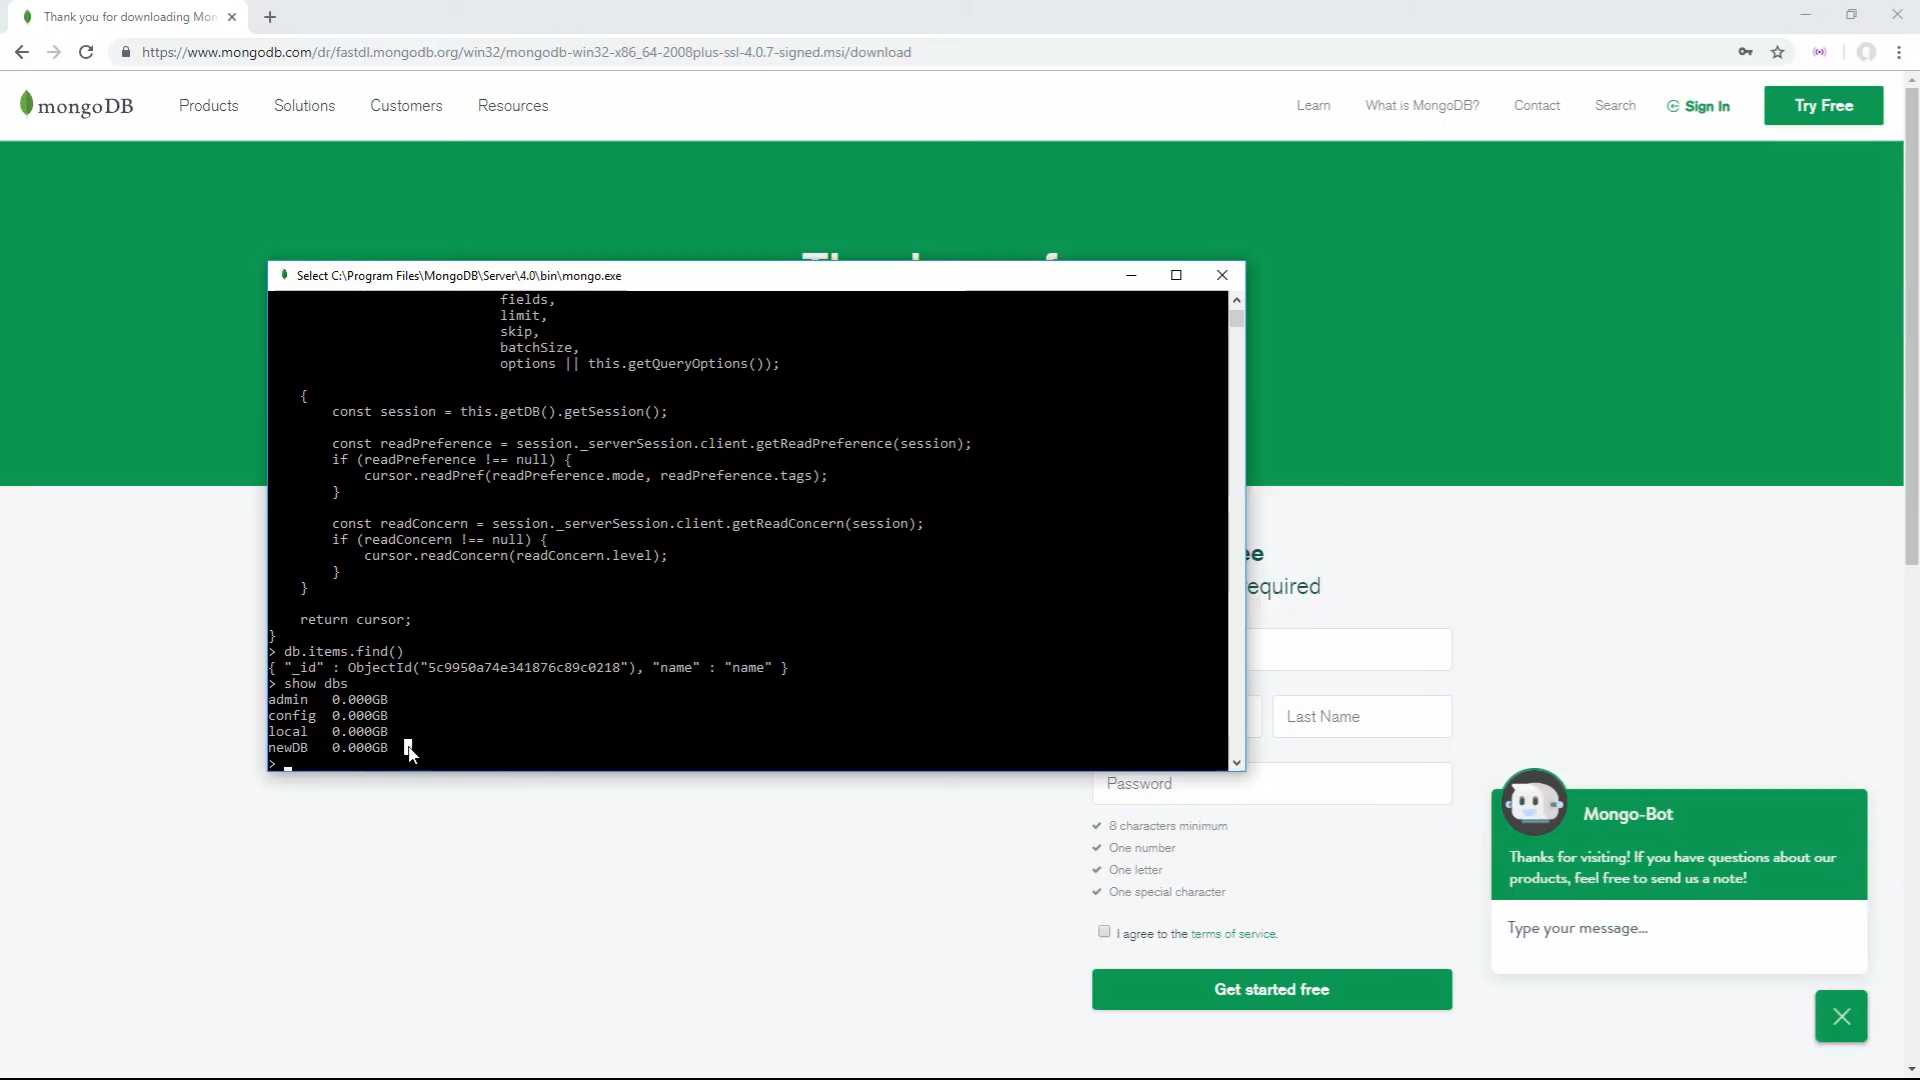 Thank you for downloading Mon
https://www.mongodb.com/dr/fastdl.mongodb.org/win32/mongodb-win32-x86_64-2008plus-ssl-4.0.7-signed.msi/download
mongoDB
Products
Solutions
Customers
Resources
Learn
What is MongoDB?
Contact
Search
Sign In
Try Free
Select C:\Program Files\MongoDB\Server\4.0\bin\mongo.exe
fields,
limit,
skip,
batchSize,
options || this.getQueryOptions());
{
const session = this.getDB().getSession();
const readPreference = session._serverSession.client.getReadPreference(session);
if (readPreference !== null) {
cursor.readPref(readPreference.mode, readPreference.tags);
}
const readConcern = session._serverSession.client.getReadConcern(session);
if (readConcern !== null) {
cursor.readConcern(readConcern.level);
}
}
return cursor;
}
> db.items.find()
{ "_id" : ObjectId("5c9950a74e341876c89c0218"), "name" : "name" }
> show dbs
admin 0.000GB
config 0.000GB
local 0.000GB
newDB 0.000GB
>
ee
equired
Last Name
Password
8 characters minimum
One number
One letter
One special character
I agree to the terms of service.
Get started free
Mongo-Bot
Thanks for visiting! If you have questions about our
products, feel free to send us a note!
Type your message...